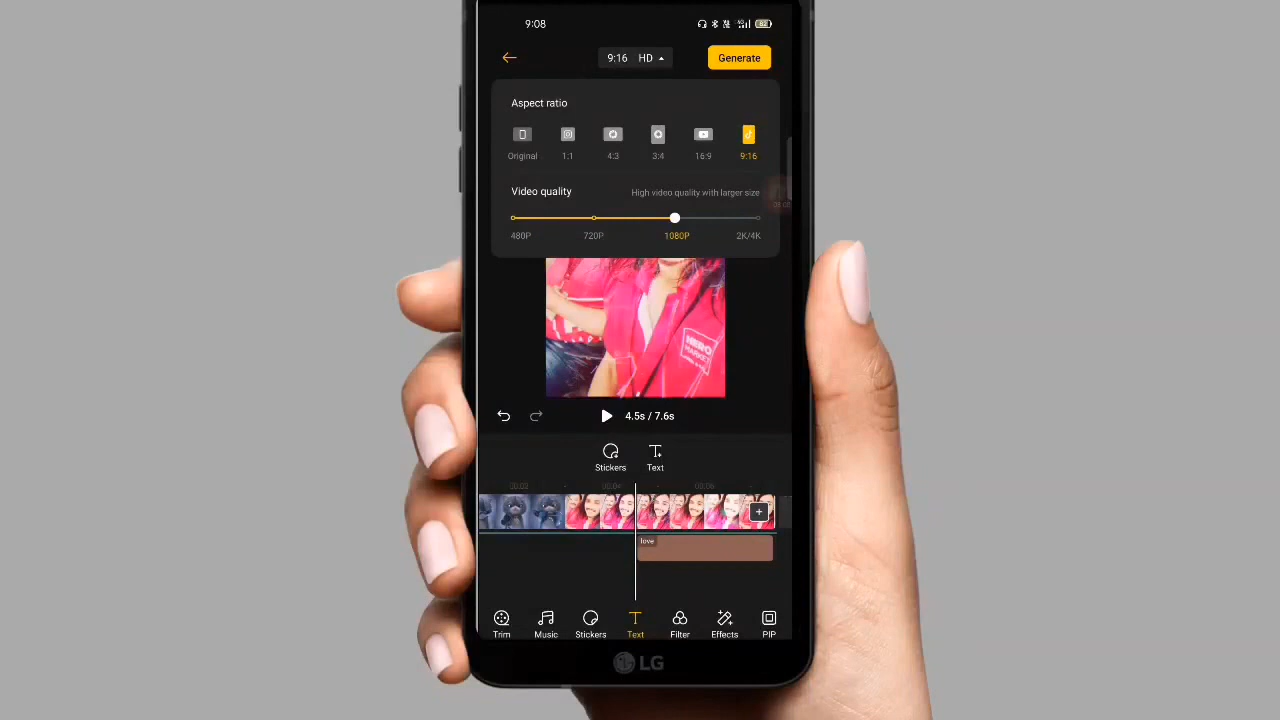 9:08
9:16 HD
Generate
Aspect ratio
Original 1:1 4:3 3:4 16:9 9:16
Video quality
High video quality with larger size
480P 720P 1080P 2K/4K
HERO
MARKET
4.5s / 7.6s
Stickers Text
love
Trim Music Stickers Text Filter Effects PIP
LG